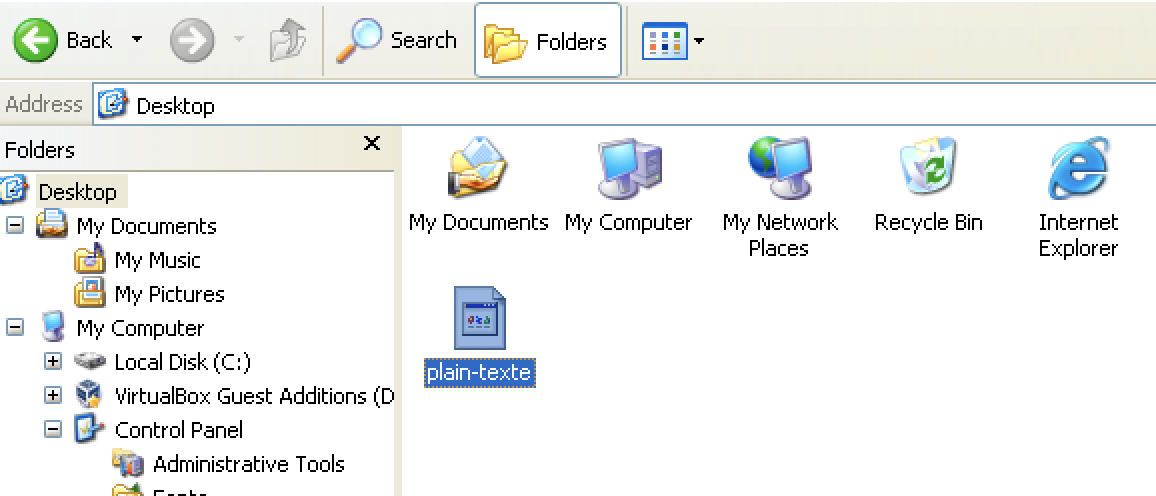 Back
Search
Folders
Address
Desktop
Folders
Desktop
My Documents
My Music
My Pictures
My Computer
Local Disk (C:)
VirtualBox Guest Additions (D
Control Panel
Administrative Tools
My Documents
My Computer
My Network
Places
Recycle Bin
Internet
Explorer
plain-texte